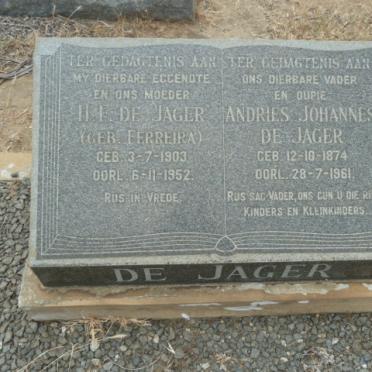 TER GEDAGTENIS AAN
MY DIERBARE EGGENOTE
EN ONS MOEDER
H.E. DE JAGER
(GEB. FERREIRA)
GEB. 3-7-1903
OORL. 6-11-1952.
RUS IN VREDE.
TER GEDAGTENIS AAN
ONS DIERBARE VADER
EN OUPIE
ANDRIES JOHANNES
DE JAGER
GEB. 12-10-1874
OORL. 28-7-1961.
RUS SAG VADER, ONS GUN U DIE
KINDERS EN KLEINKINDERS.
DE JAGER